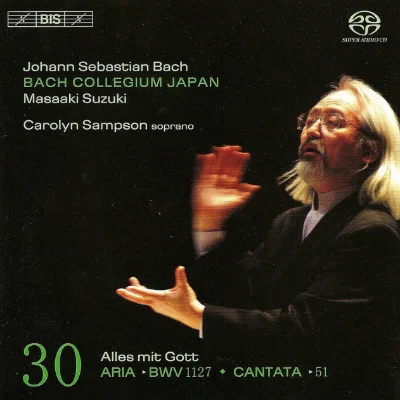 BIS
SUPER AUDIO CD
Johann Sebastian Bach
BACH COLLEGIUM JAPAN
Masaaki Suzuki
Carolyn Sampson soprano
30
Alles mit Gott
ARIA ▸BWV 1127 • CANTATA ▸51